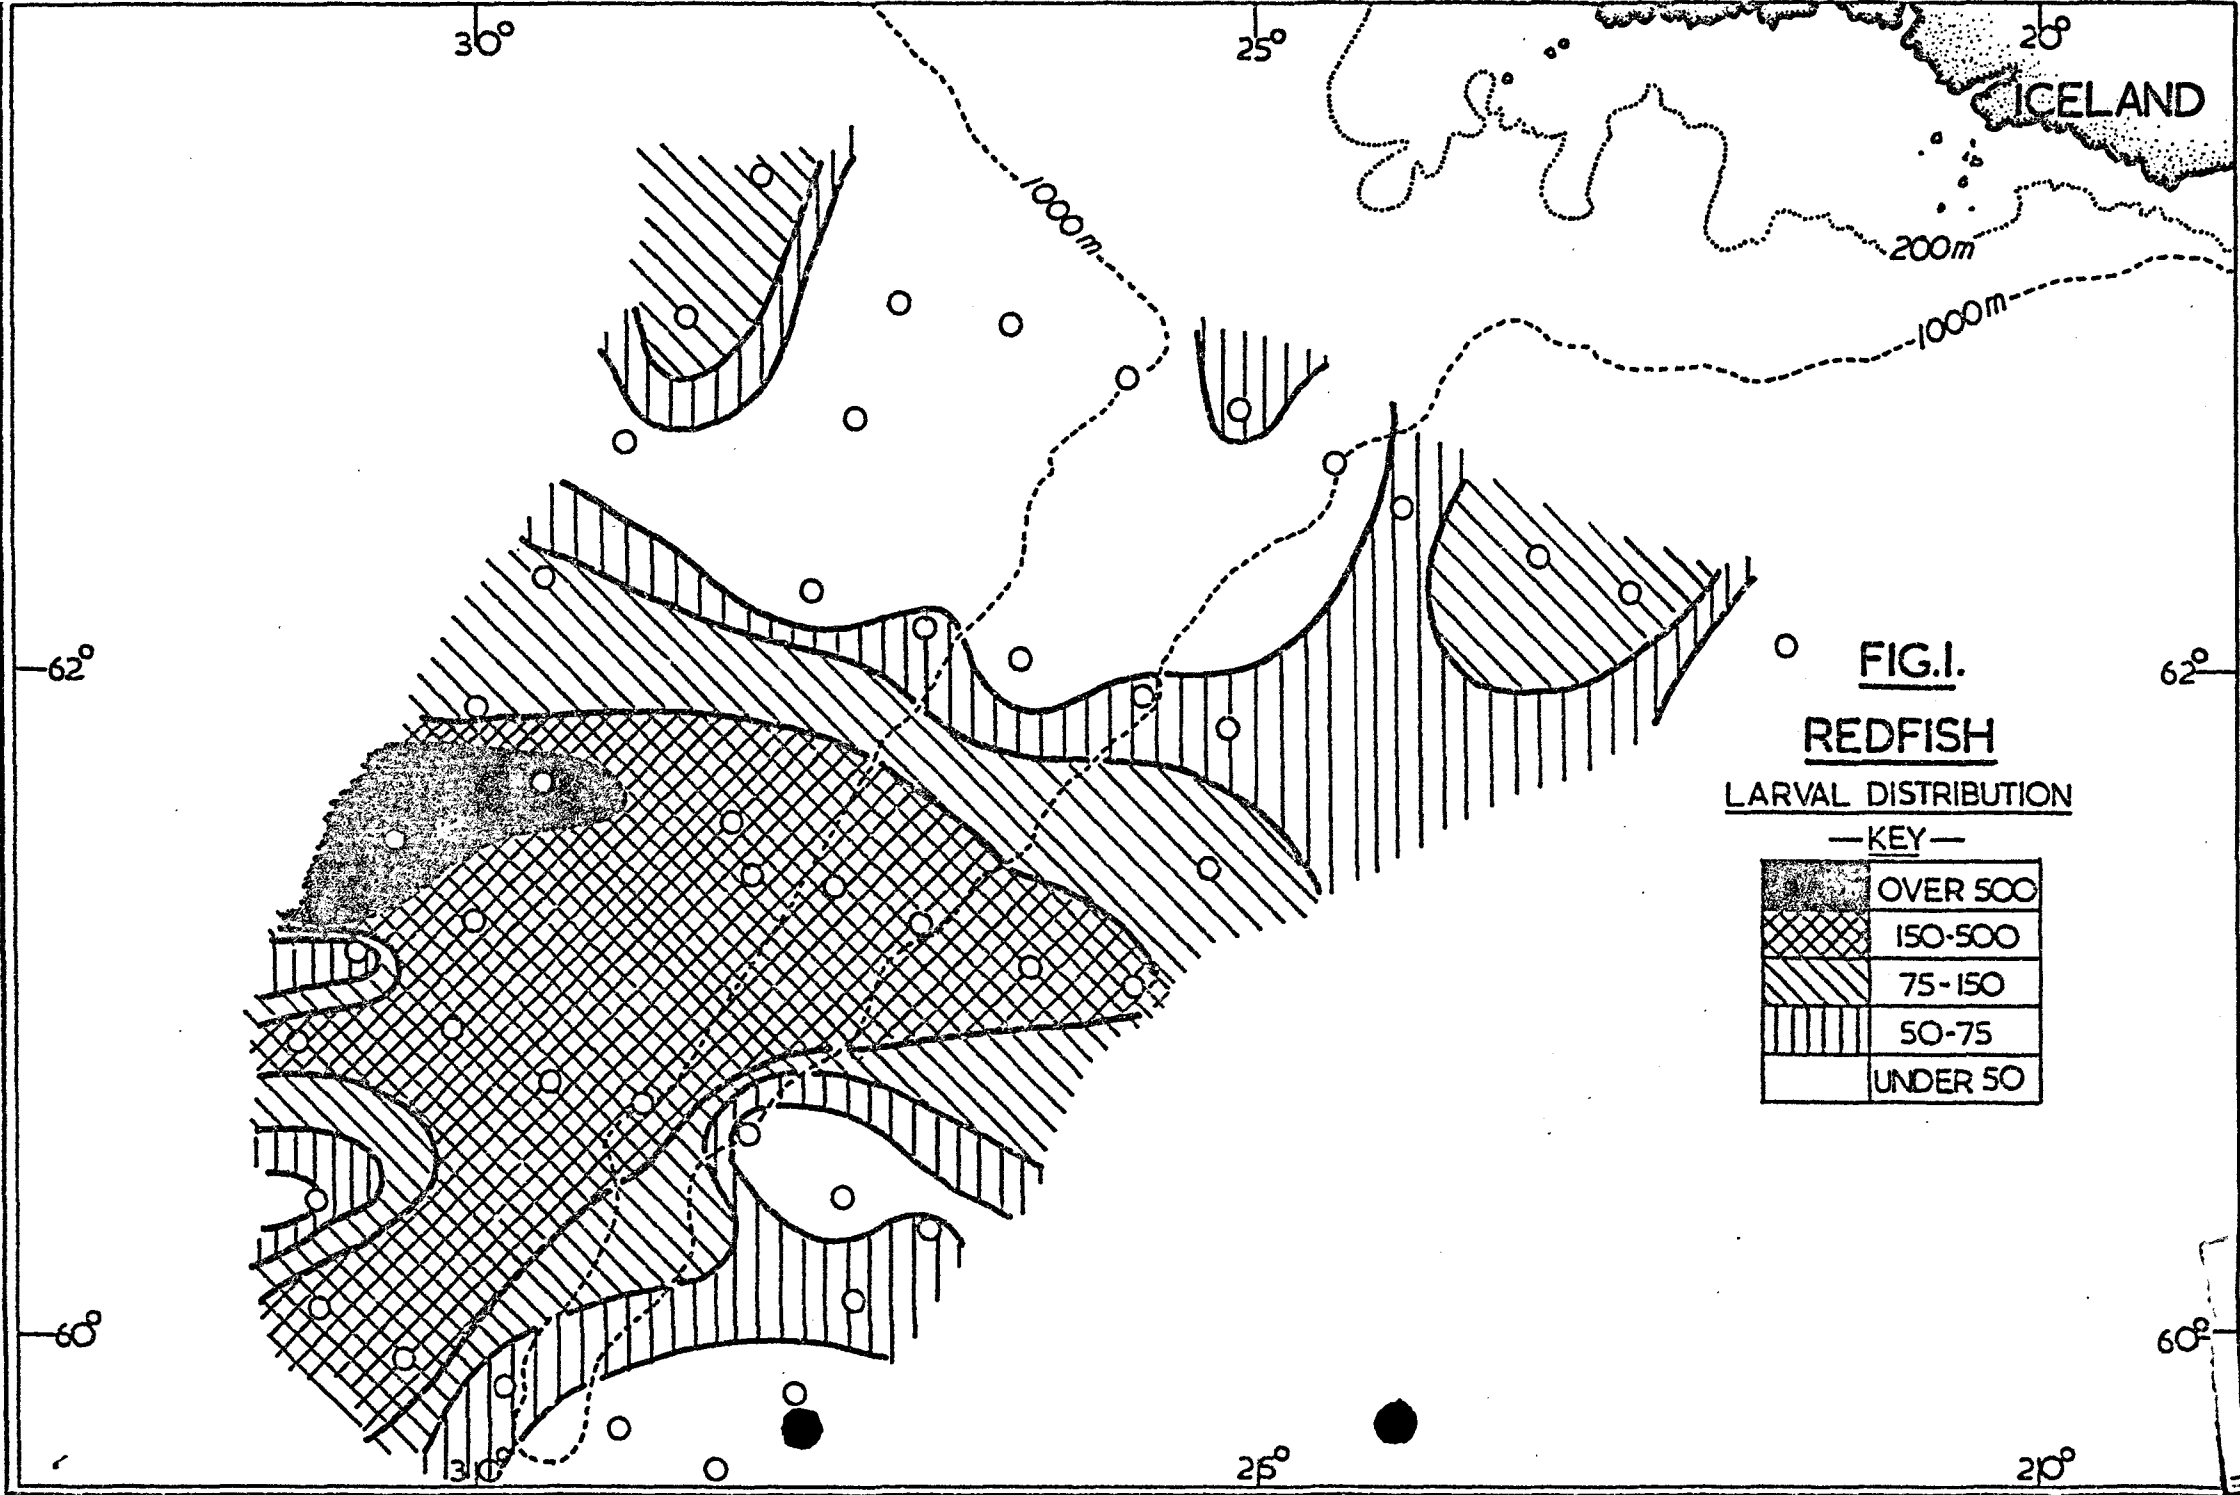 30° 25° 20°
ICELAND
1000m
200m
1000m
62° 62°
FIG.1.
REDFISH
LARVAL DISTRIBUTION
—KEY—
OVER 500
150-500
75-150
50-75
UNDER 50
60° 60°
30° 25° 20°